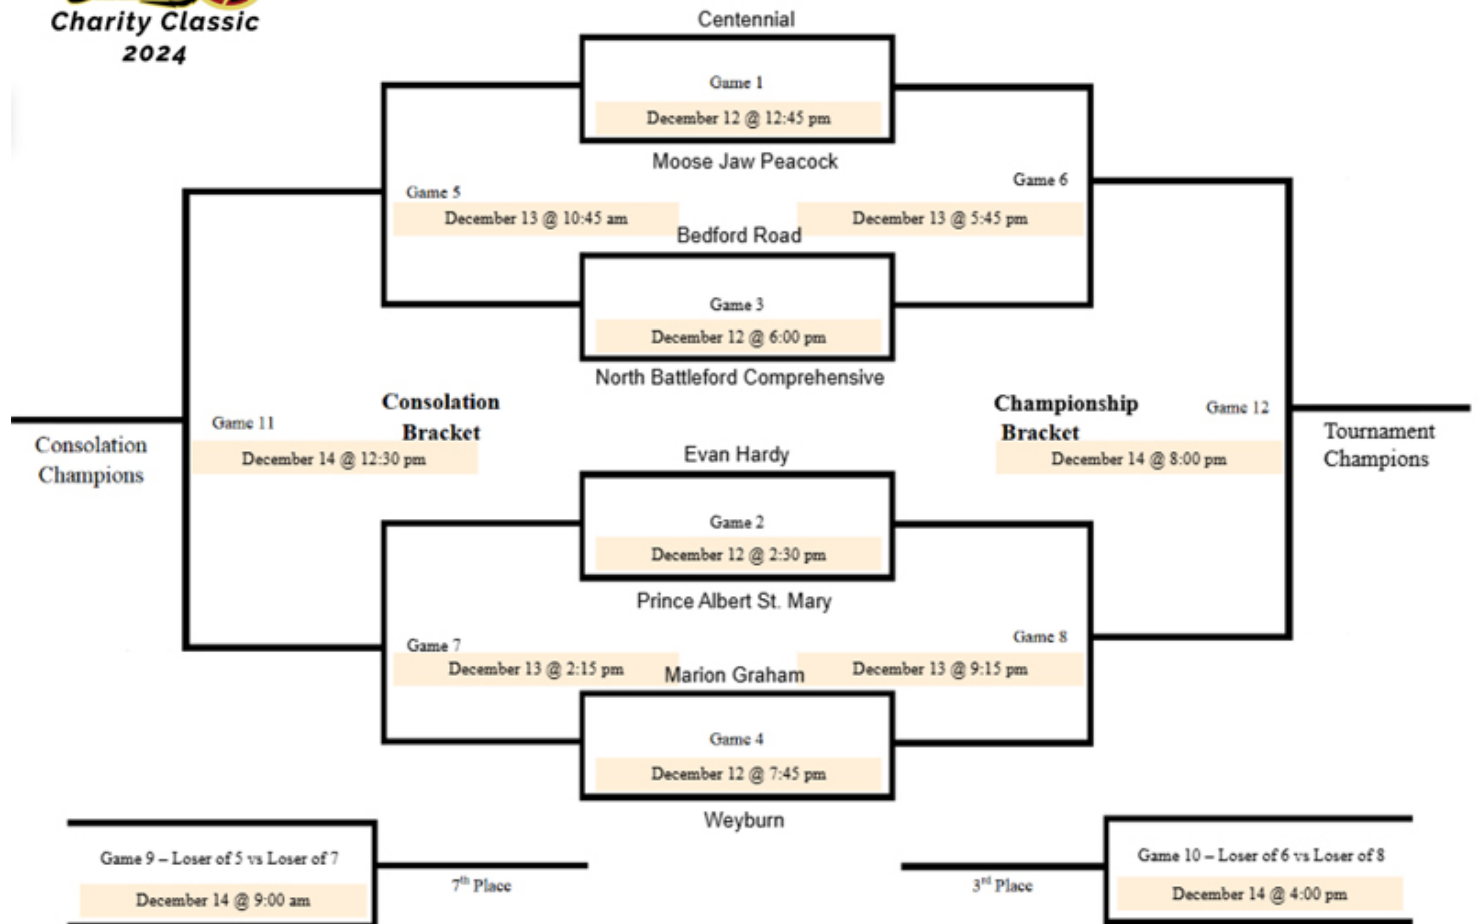 Charity Classic
2024
Centennial
Game 1
December 12 @ 12:45 pm
Moose Jaw Peacock
Game 5
December 13 @ 10:45 am
Game 6
December 13 @ 5:45 pm
Bedford Road
Game 3
December 12 @ 6:00 pm
North Battleford Comprehensive
Consolation
Bracket
Game 11
December 14 @ 12:30 pm
Consolation
Champions
Championship
Bracket
Game 12
December 14 @ 8:00 pm
Tournament
Champions
Evan Hardy
Game 2
December 12 @ 2:30 pm
Prince Albert St. Mary
Game 7
December 13 @ 2:15 pm
Game 8
December 13 @ 9:15 pm
Marion Graham
Game 4
December 12 @ 7:45 pm
Weyburn
Game 9 – Loser of 5 vs Loser of 7
December 14 @ 9:00 am
7th Place
3rd Place
Game 10 – Loser of 6 vs Loser of 8
December 14 @ 4:00 pm